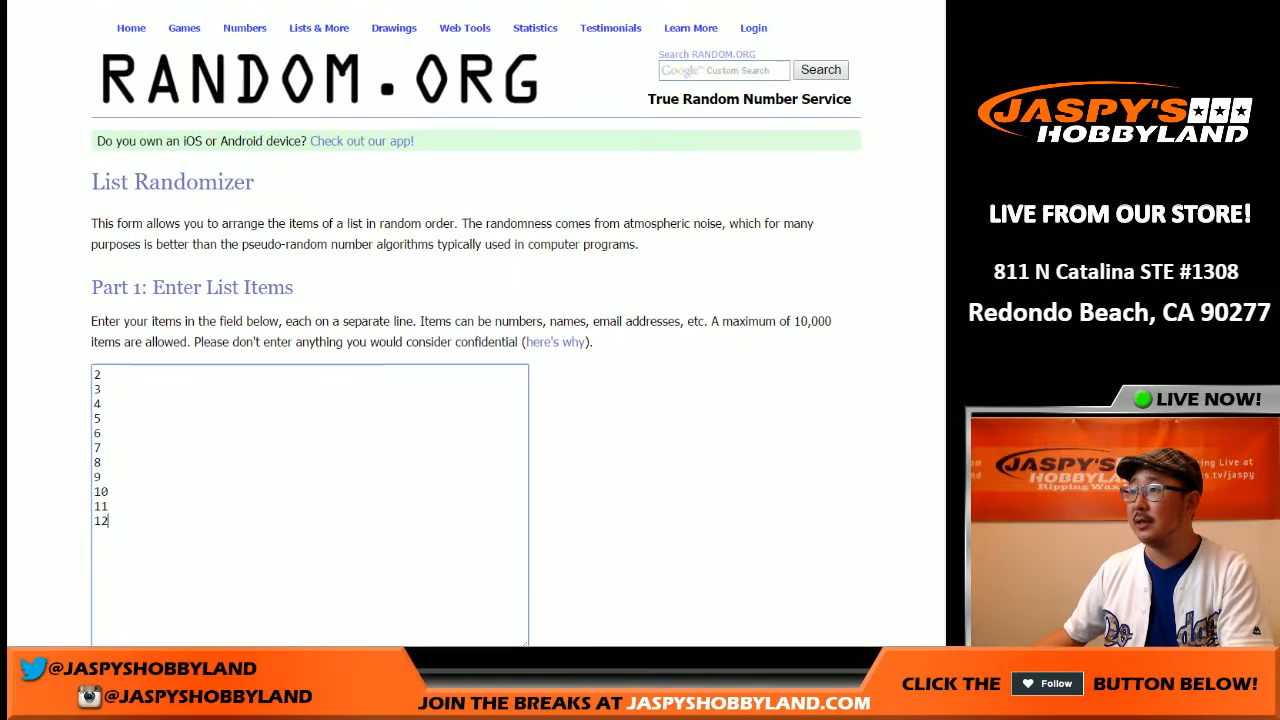 Home Games Numbers Lists & More Drawings Web Tools Statistics Testimonials Learn More Login
RANDOM.ORG
Search RANDOM.ORG
Google™ Custom Search Search
True Random Number Service
Do you own an iOS or Android device? Check out our app!
List Randomizer
This form allows you to arrange the items of a list in random order. The randomness comes from atmospheric noise, which for many
purposes is better than the pseudo-random number algorithms typically used in computer programs.
Part 1: Enter List Items
Enter your items in the field below, each on a separate line. Items can be numbers, names, email addresses, etc. A maximum of 10,000
items are allowed. Please don't enter anything you would consider confidential (here's why).
2
3
4
5
6
7
8
9
10
11
12
JASPY'S
HOBBYLAND
LIVE FROM OUR STORE!
811 N Catalina STE #1308
Redondo Beach, CA 90277
LIVE NOW!
JASPY'S
HOBBYLAND
Ripping Wax
ing Live at
s.tv/jaspy
@JASPYSHOBBYLAND
@JASPYSHOBBYLAND
JOIN THE BREAKS AT JASPYSHOBBYLAND.COM
CLICK THE Follow BUTTON BELOW!